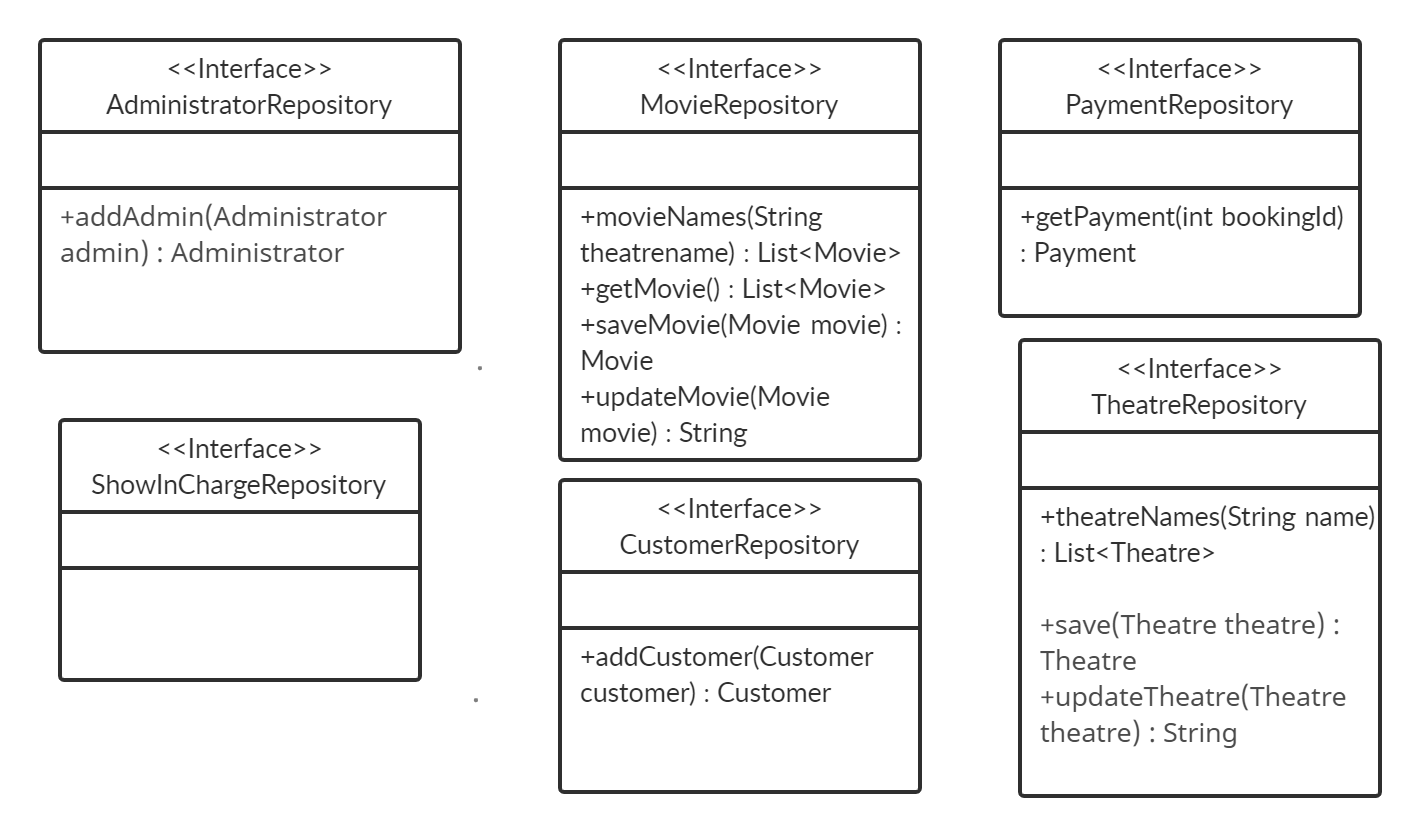 <<Interface>>
AdministratorRepository
+addAdmin(Administrator
admin) : Administrator
<<Interface>>
MovieRepository
+movieNames(String
theatrename) : List<Movie>
+getMovie() : List<Movie>
+saveMovie(Movie movie) :
Movie
+updateMovie(Movie
movie) : String
<<Interface>>
PaymentRepository
+getPayment(int bookingId)
: Payment
<<Interface>>
ShowInChargeRepository
<<Interface>>
CustomerRepository
+addCustomer(Customer
customer) : Customer
<<Interface>>
TheatreRepository
+theatreNames(String name)
: List<Theatre>
+save(Theatre theatre) :
Theatre
+updateTheatre(Theatre
theatre) : String